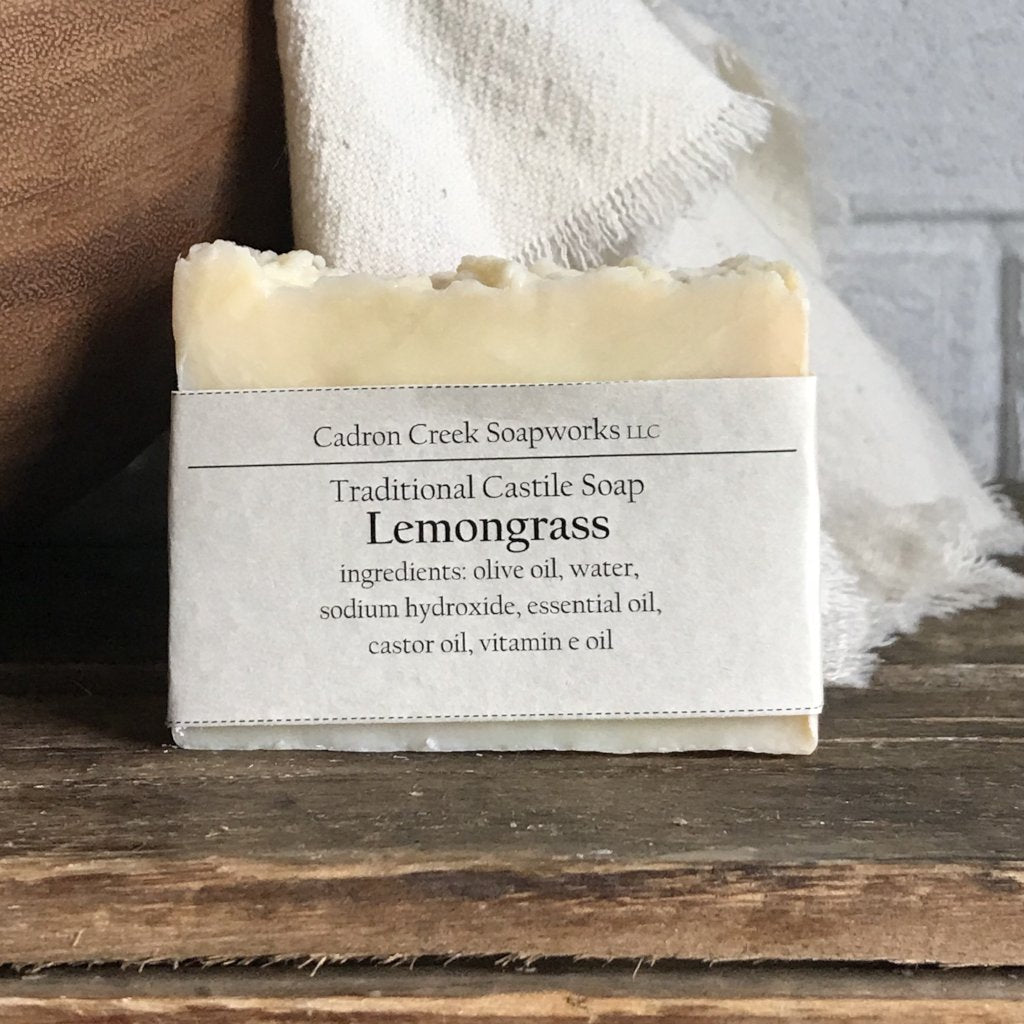 Cadron Creek Soapworks LLC
Traditional Castile Soap
Lemongrass
ingredients: olive oil, water,
sodium hydroxide, essential oil,
castor oil, vitamin e oil